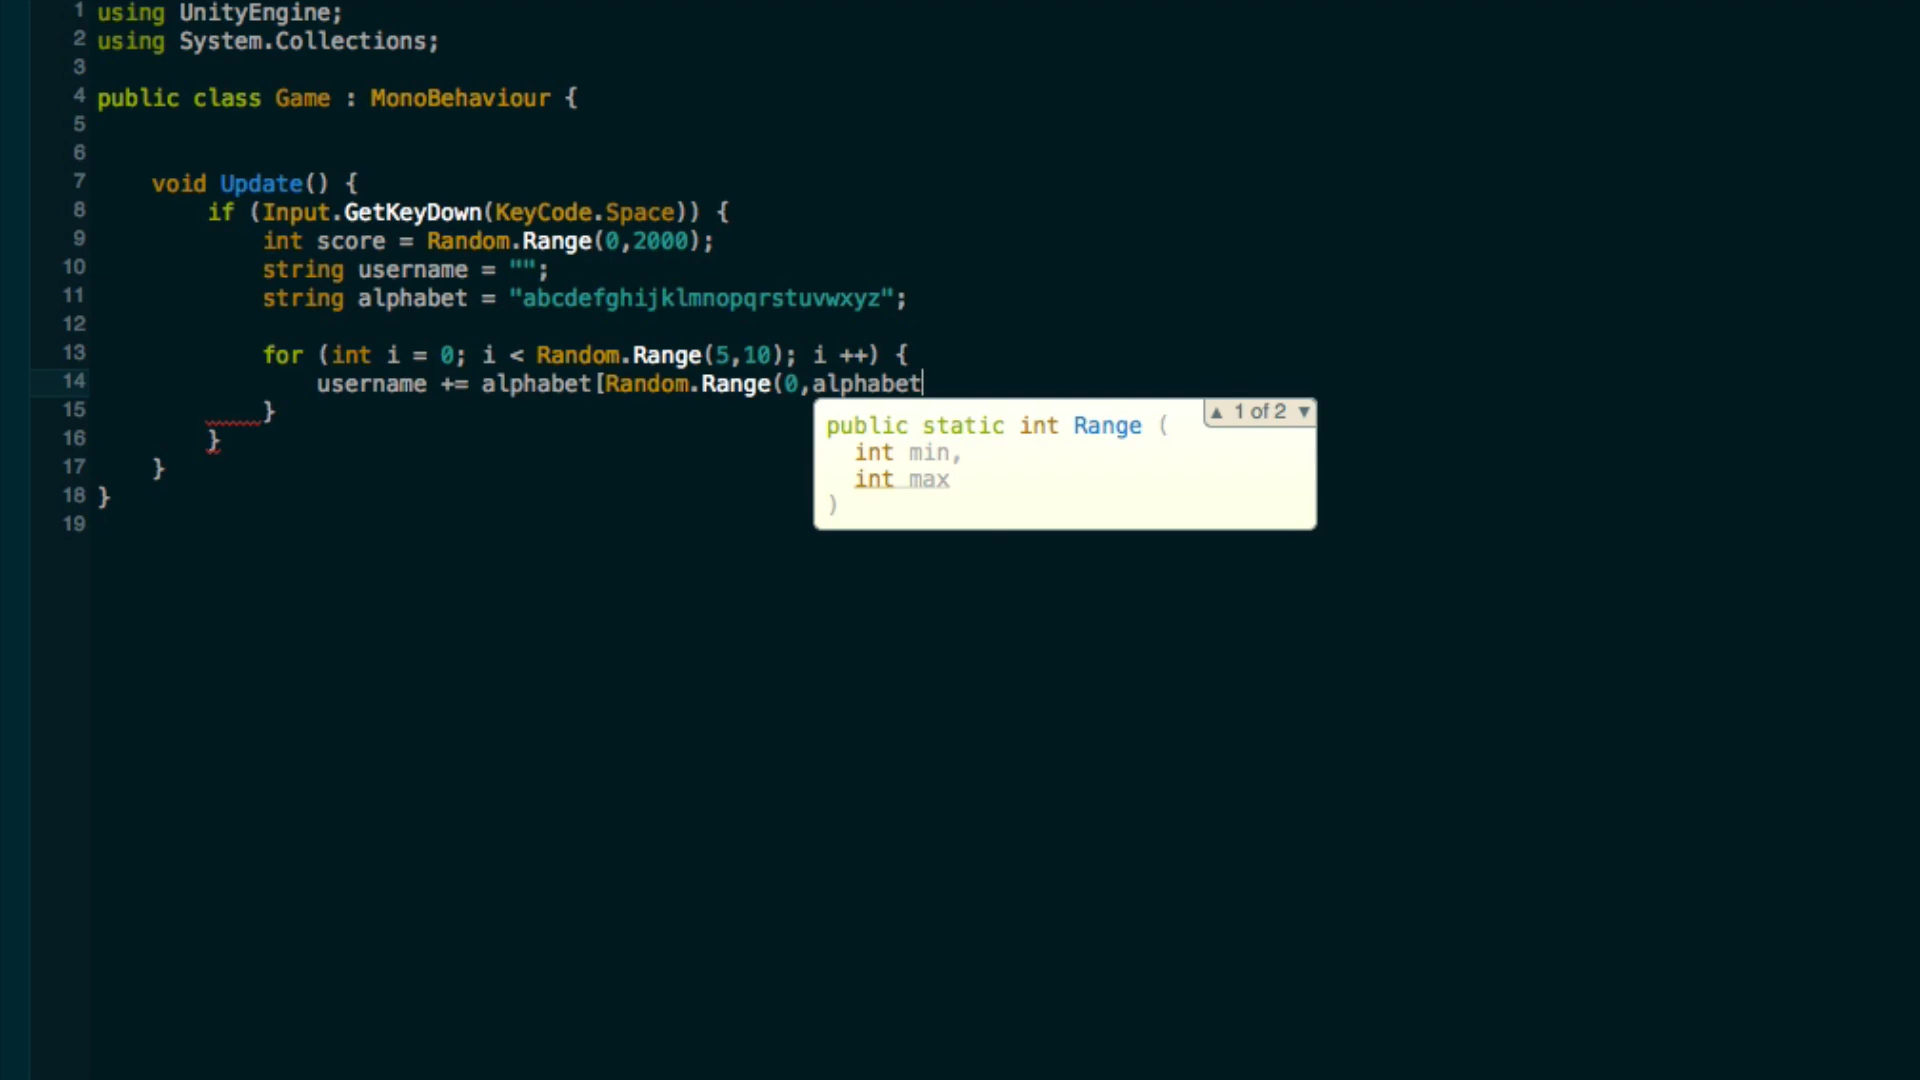 1 using UnityEngine;
2 using System.Collections;
3
4 public class Game : MonoBehaviour {
5
6
7 void Update() {
8 if (Input.GetKeyDown(KeyCode.Space)) {
9 int score = Random.Range(0,2000);
10 string username = "";
11 string alphabet = "abcdefghijklmnopqrstuvwxyz";
12
13 for (int i = 0; i < Random.Range(5,10); i ++) {
14 username += alphabet[Random.Range(0,alphabet
15 }
16 }
17 }
18 }
19
▲ 1 of 2 ▼
public static int Range (
int min,
int max
)